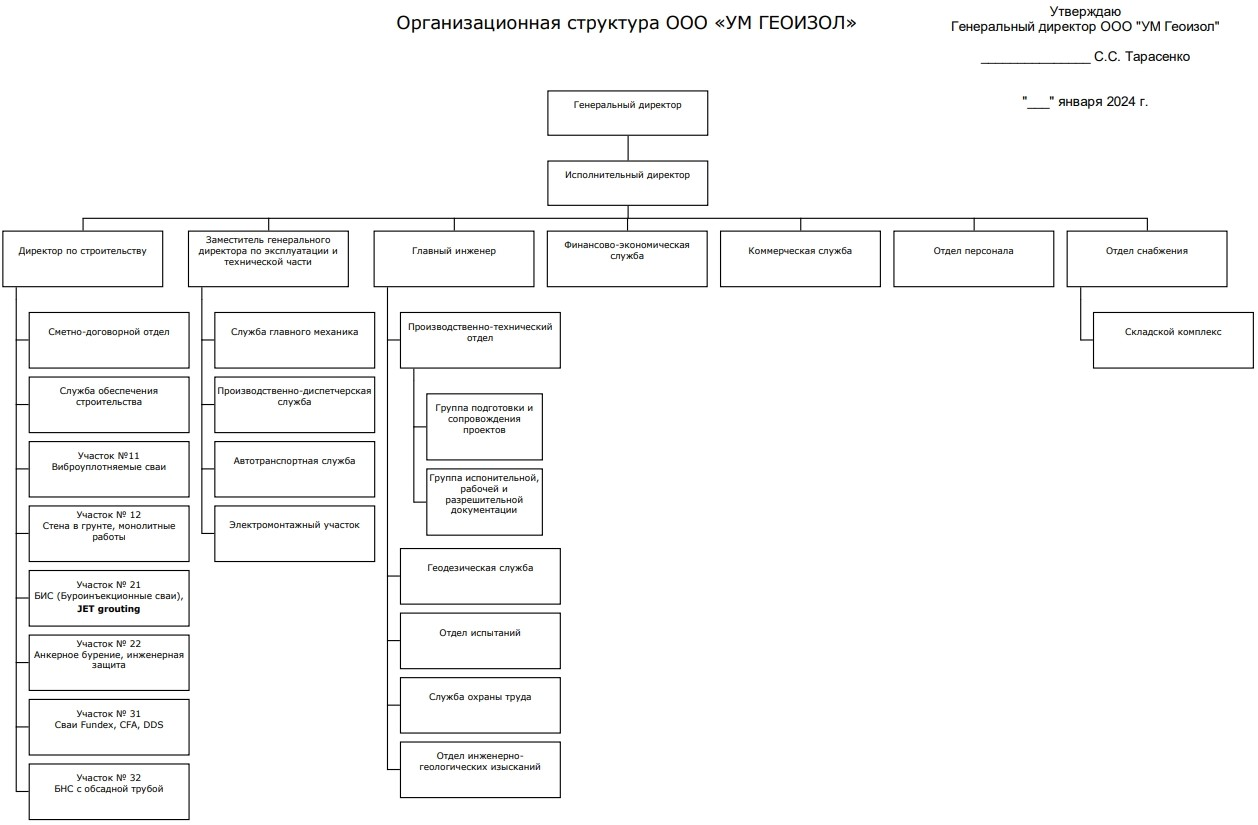 Организационная структура ООО «УМ ГЕОИЗОЛ»
Утверждаю
Генеральный директор ООО "УМ Геоизол"
_______________ С.С. Тарасенко
"___" января 2024 г.
Генеральный директор
Исполнительный директор
Директор по строительству
Заместитель генерального
директора по эксплуатации и
технической части
Главный инженер
Финансово-экономическая
служба
Коммерческая служба
Отдел персонала
Отдел снабжения
Сметно-договорной отдел
Служба обеспечения
строительства
Участок №11
Виброуплотняемые сваи
Участок № 12
Стена в грунте, монолитные
работы
Участок № 21
БИС (Буроинъекционные сваи),
JET grouting
Участок № 22
Анкерное бурение, инженерная
защита
Участок № 31
Сваи Fundex, CFA, DDS
Участок № 32
БНС с обсадной трубой
Служба главного механика
Производственно-диспетчерская
служба
Автотранспортная служба
Электромонтажный участок
Производственно-технический
отдел
Группа подготовки и
сопровождения
проектов
Группа испонительной,
рабочей и
разрешительной
документации
Геодезическая служба
Отдел испытаний
Служба охраны труда
Отдел инженерно-
геологических изысканий
Складской комплекс